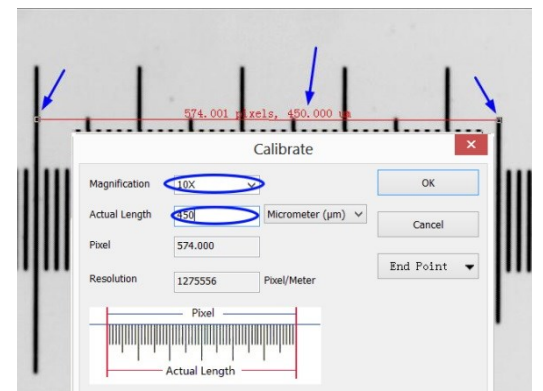 574.001 pixels, 450.000 um
Calibrate
Magnification 10X OK
Actual Length 450 Micrometer (µm) Cancel
Pixel 574.000
End Point
Resolution 1275556 Pixel/Meter
Pixel
Actual Length